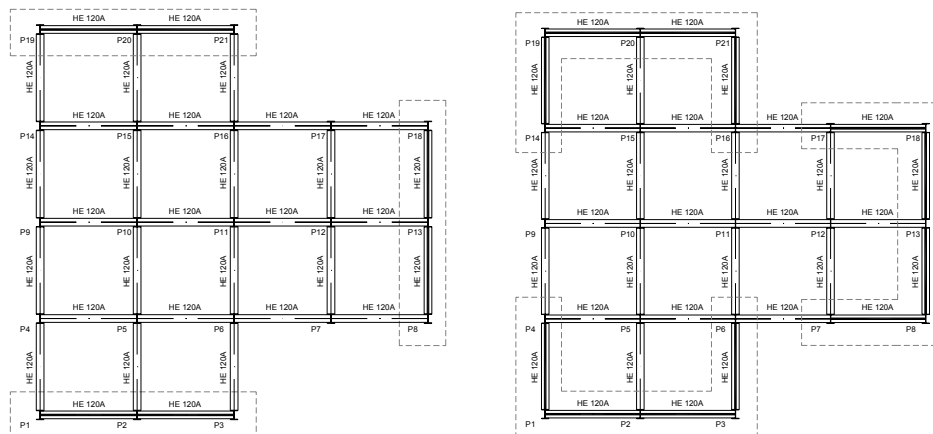 HE 120A HE 120A
P19 P20 P21
HE 120A HE 120A HE 120A
HE 120A HE 120A HE 120A HE 120A
P14 P15 P16 P17 P18
HE 120A HE 120A HE 120A HE 120A HE 120A
HE 120A HE 120A HE 120A HE 120A
P9 P10 P11 P12 P13
HE 120A HE 120A HE 120A HE 120A HE 120A
HE 120A HE 120A HE 120A HE 120A
P4 P5 P6 P7 P8
HE 120A HE 120A HE 120A
HE 120A HE 120A
P1 P2 P3
HE 120A HE 120A
P19 P20 P21
HE 120A HE 120A HE 120A
HE 120A HE 120A HE 120A HE 120A
P14 P15 P16 P17 P18
HE 120A HE 120A HE 120A HE 120A HE 120A
HE 120A HE 120A HE 120A HE 120A
P9 P10 P11 P12 P13
HE 120A HE 120A HE 120A HE 120A HE 120A
HE 120A HE 120A HE 120A HE 120A
P4 P5 P6 P7 P8
HE 120A HE 120A HE 120A
HE 120A HE 120A
P1 P2 P3